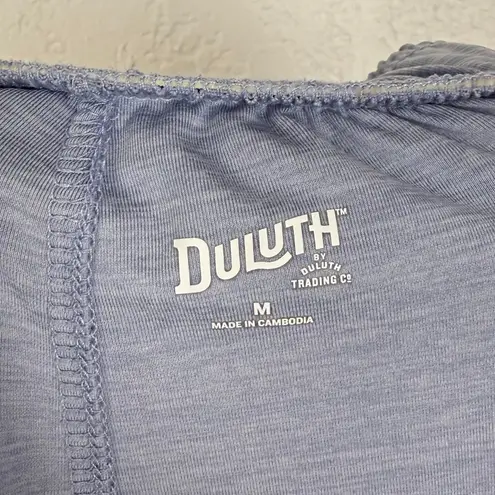 DULUTH™
BY
DULUTH
TRADING Co
M
MADE IN CAMBODIA